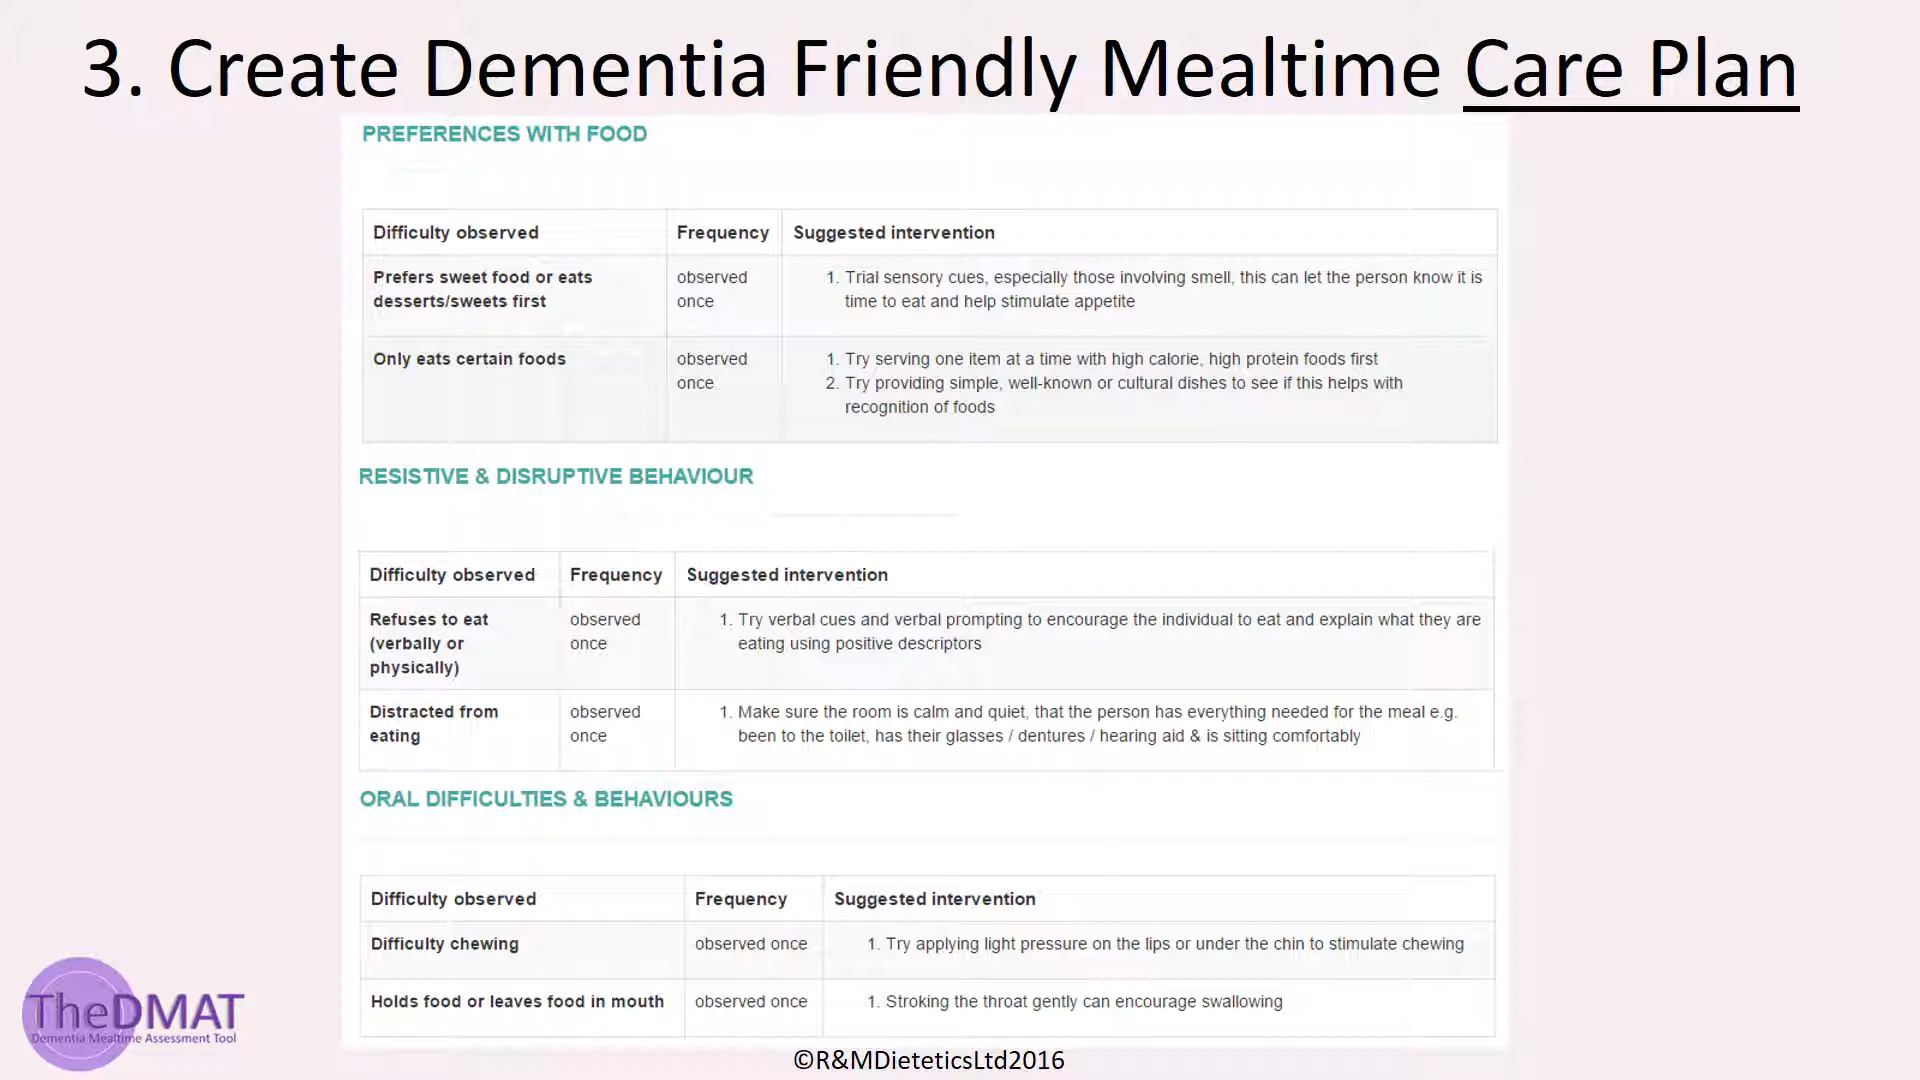 3. Create Dementia Friendly Mealtime Care Plan
PREFERENCES WITH FOOD
Difficulty observed Frequency Suggested intervention
Prefers sweet food or eats desserts/sweets first
observed once
1. Trial sensory cues, especially those involving smell, this can let the person know it is
time to eat and help stimulate appetite
Only eats certain foods
observed once
1. Try serving one item at a time with high calorie, high protein foods first
2. Try providing simple, well-known or cultural dishes to see if this helps with
recognition of foods
RESISTIVE & DISRUPTIVE BEHAVIOUR
Difficulty observed Frequency Suggested intervention
Refuses to eat
(verbally or
physically)
observed
once
1. Try verbal cues and verbal prompting to encourage the individual to eat and explain what they are
eating using positive descriptors
Distracted from
eating
observed
once
1. Make sure the room is calm and quiet, that the person has everything needed for the meal e.g.
been to the toilet, has their glasses / dentures / hearing aid & is sitting comfortably
ORAL DIFFICULTIES & BEHAVIOURS
Difficulty observed Frequency Suggested intervention
Difficulty chewing observed once 1. Try applying light pressure on the lips or under the chin to stimulate chewing
Holds food or leaves food in mouth observed once 1. Stroking the throat gently can encourage swallowing
TheDMAT
Dementia Mealtime Assessment Tool
©R&MDieteticsLtd2016